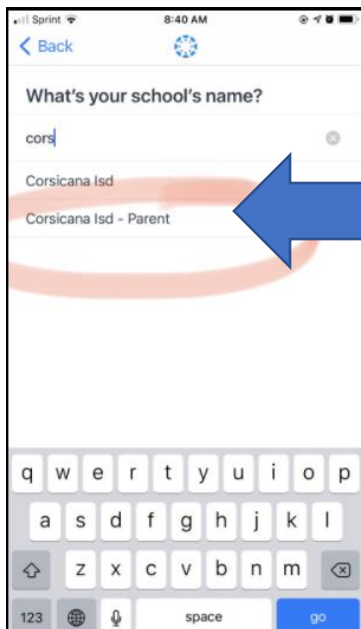 Sprint 8:40 AM
Back
What's your school's name?
cors
Corsicana Isd
Corsicana Isd - Parent
q w e r t y u i o p
a s d f g h j k l
z x c v b n m
123 space go